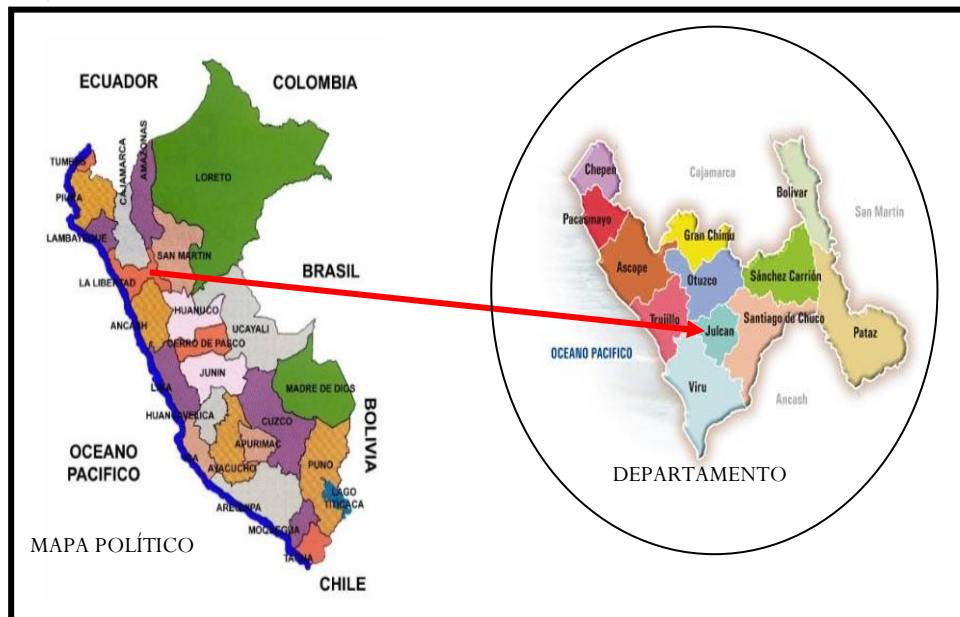 ECUADOR
COLOMBIA
TUMBES
PIURA
CAJAMARCA
AMAZONAS
LORETO
LAMBAYEQUE
SAN MARTIN
BRASIL
LA LIBERTAD
HUANUCO
ANCASH
UCAYALI
CERRO DE PASCO
JUNIN
LIMA
MADRE DE DIOS
HUANCAVELICA
CUZCO
BOLIVIA
OCEANO
PACIFICO
ICA
APURIMAC
AYACUCHO
PUNO
LAGO
TITICACA
AREQUIPA
MOQUEGUA
MAPA POLÍTICO
TACNA
CHILE
Chepen
Cajamarca
Bolivar
San Martin
Pacasmayo
Gran Chimu
Ascope
Otuzco
Sánchez Carrión
Trujillo
Julcan
Santiago de Chuco
Pataz
OCEANO PACIFICO
Viru
Ancash
DEPARTAMENTO